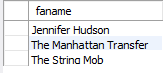 faname
Jennifer Hudson
The Manhattan Transfer
The String Mob